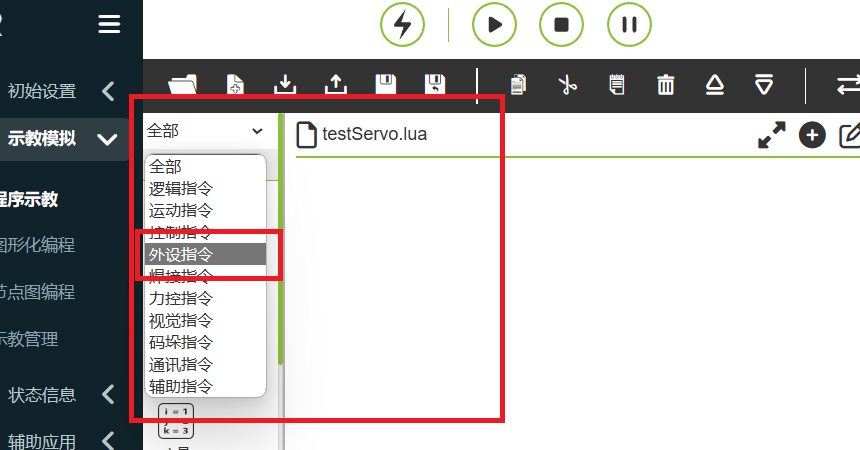 初始设置
示教模拟
程序示教
图形化编程
节点图编程
示教管理
状态信息
辅助应用
全部
testServo.lua
全部
逻辑指令
运动指令
控制指令
外设指令
焊接指令
力控指令
视觉指令
码垛指令
通讯指令
辅助指令
i = 1
k = 3